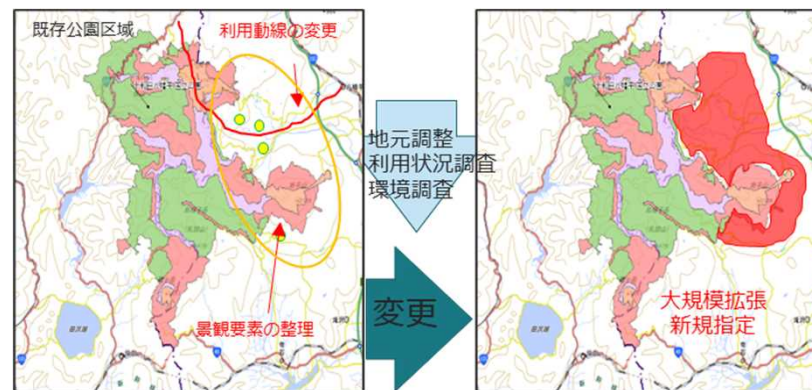 既存公園区域
利用動線の変更
景観要素の整理
地元調整
利用状況調査
環境調査
変更
大規模拡張
新規指定